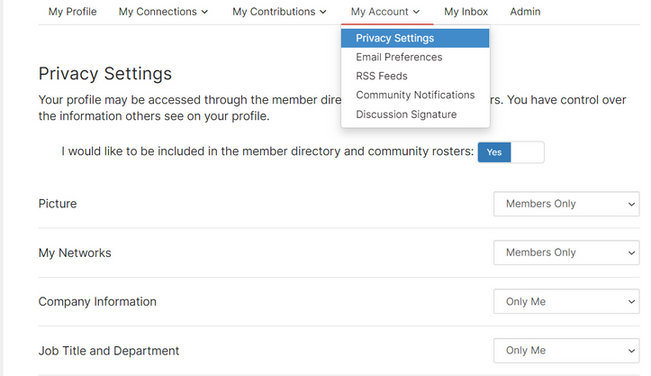 My Profile My Connections My Contributions My Account My Inbox Admin
Privacy Settings
Email Preferences
RSS Feeds
Community Notifications
Discussion Signature
Privacy Settings
Your profile may be accessed through the member dire rs. You have control over
the information others see on your profile.
I would like to be included in the member directory and community rosters: Yes
Picture Members Only
My Networks Members Only
Company Information Only Me
Job Title and Department Only Me